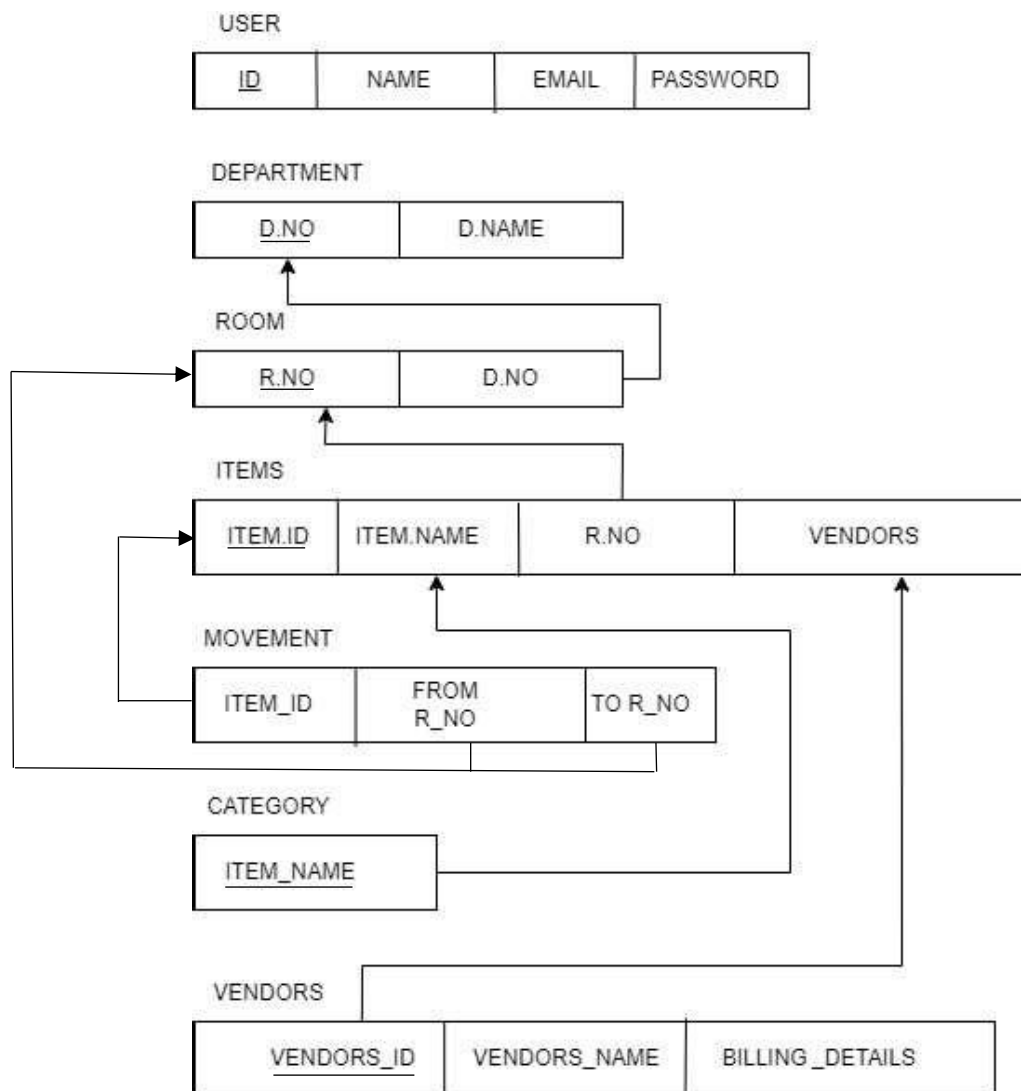 USER
ID NAME EMAIL PASSWORD
DEPARTMENT
D.NO D.NAME
ROOM
R.NO D.NO
ITEMS
ITEM.ID ITEM.NAME R.NO VENDORS
MOVEMENT
ITEM_ID FROM R_NO TO R_NO
CATEGORY
ITEM_NAME
VENDORS
VENDORS_ID VENDORS_NAME BILLING_DETAILS